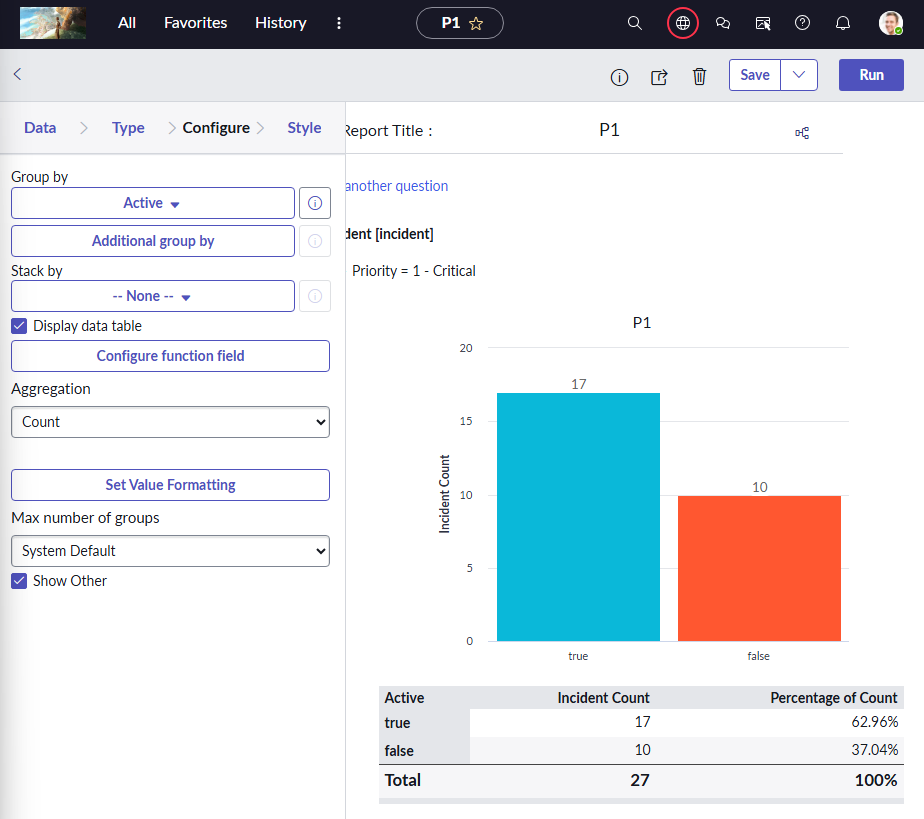 All Favorites History P1
Save Run
Data Type Configure Style
Report Title : P1
Group by
Active
another question
Additional group by
dent [incident]
Stack by
-- None --
Priority = 1 - Critical
Display data table
Configure function field
Aggregation
Count
Set Value Formatting
Max number of groups
System Default
Show Other
P1
20
15
10
5
0
Incident Count
17
10
true false
Active Incident Count Percentage of Count
true 17 62.96%
false 10 37.04%
Total 27 100%